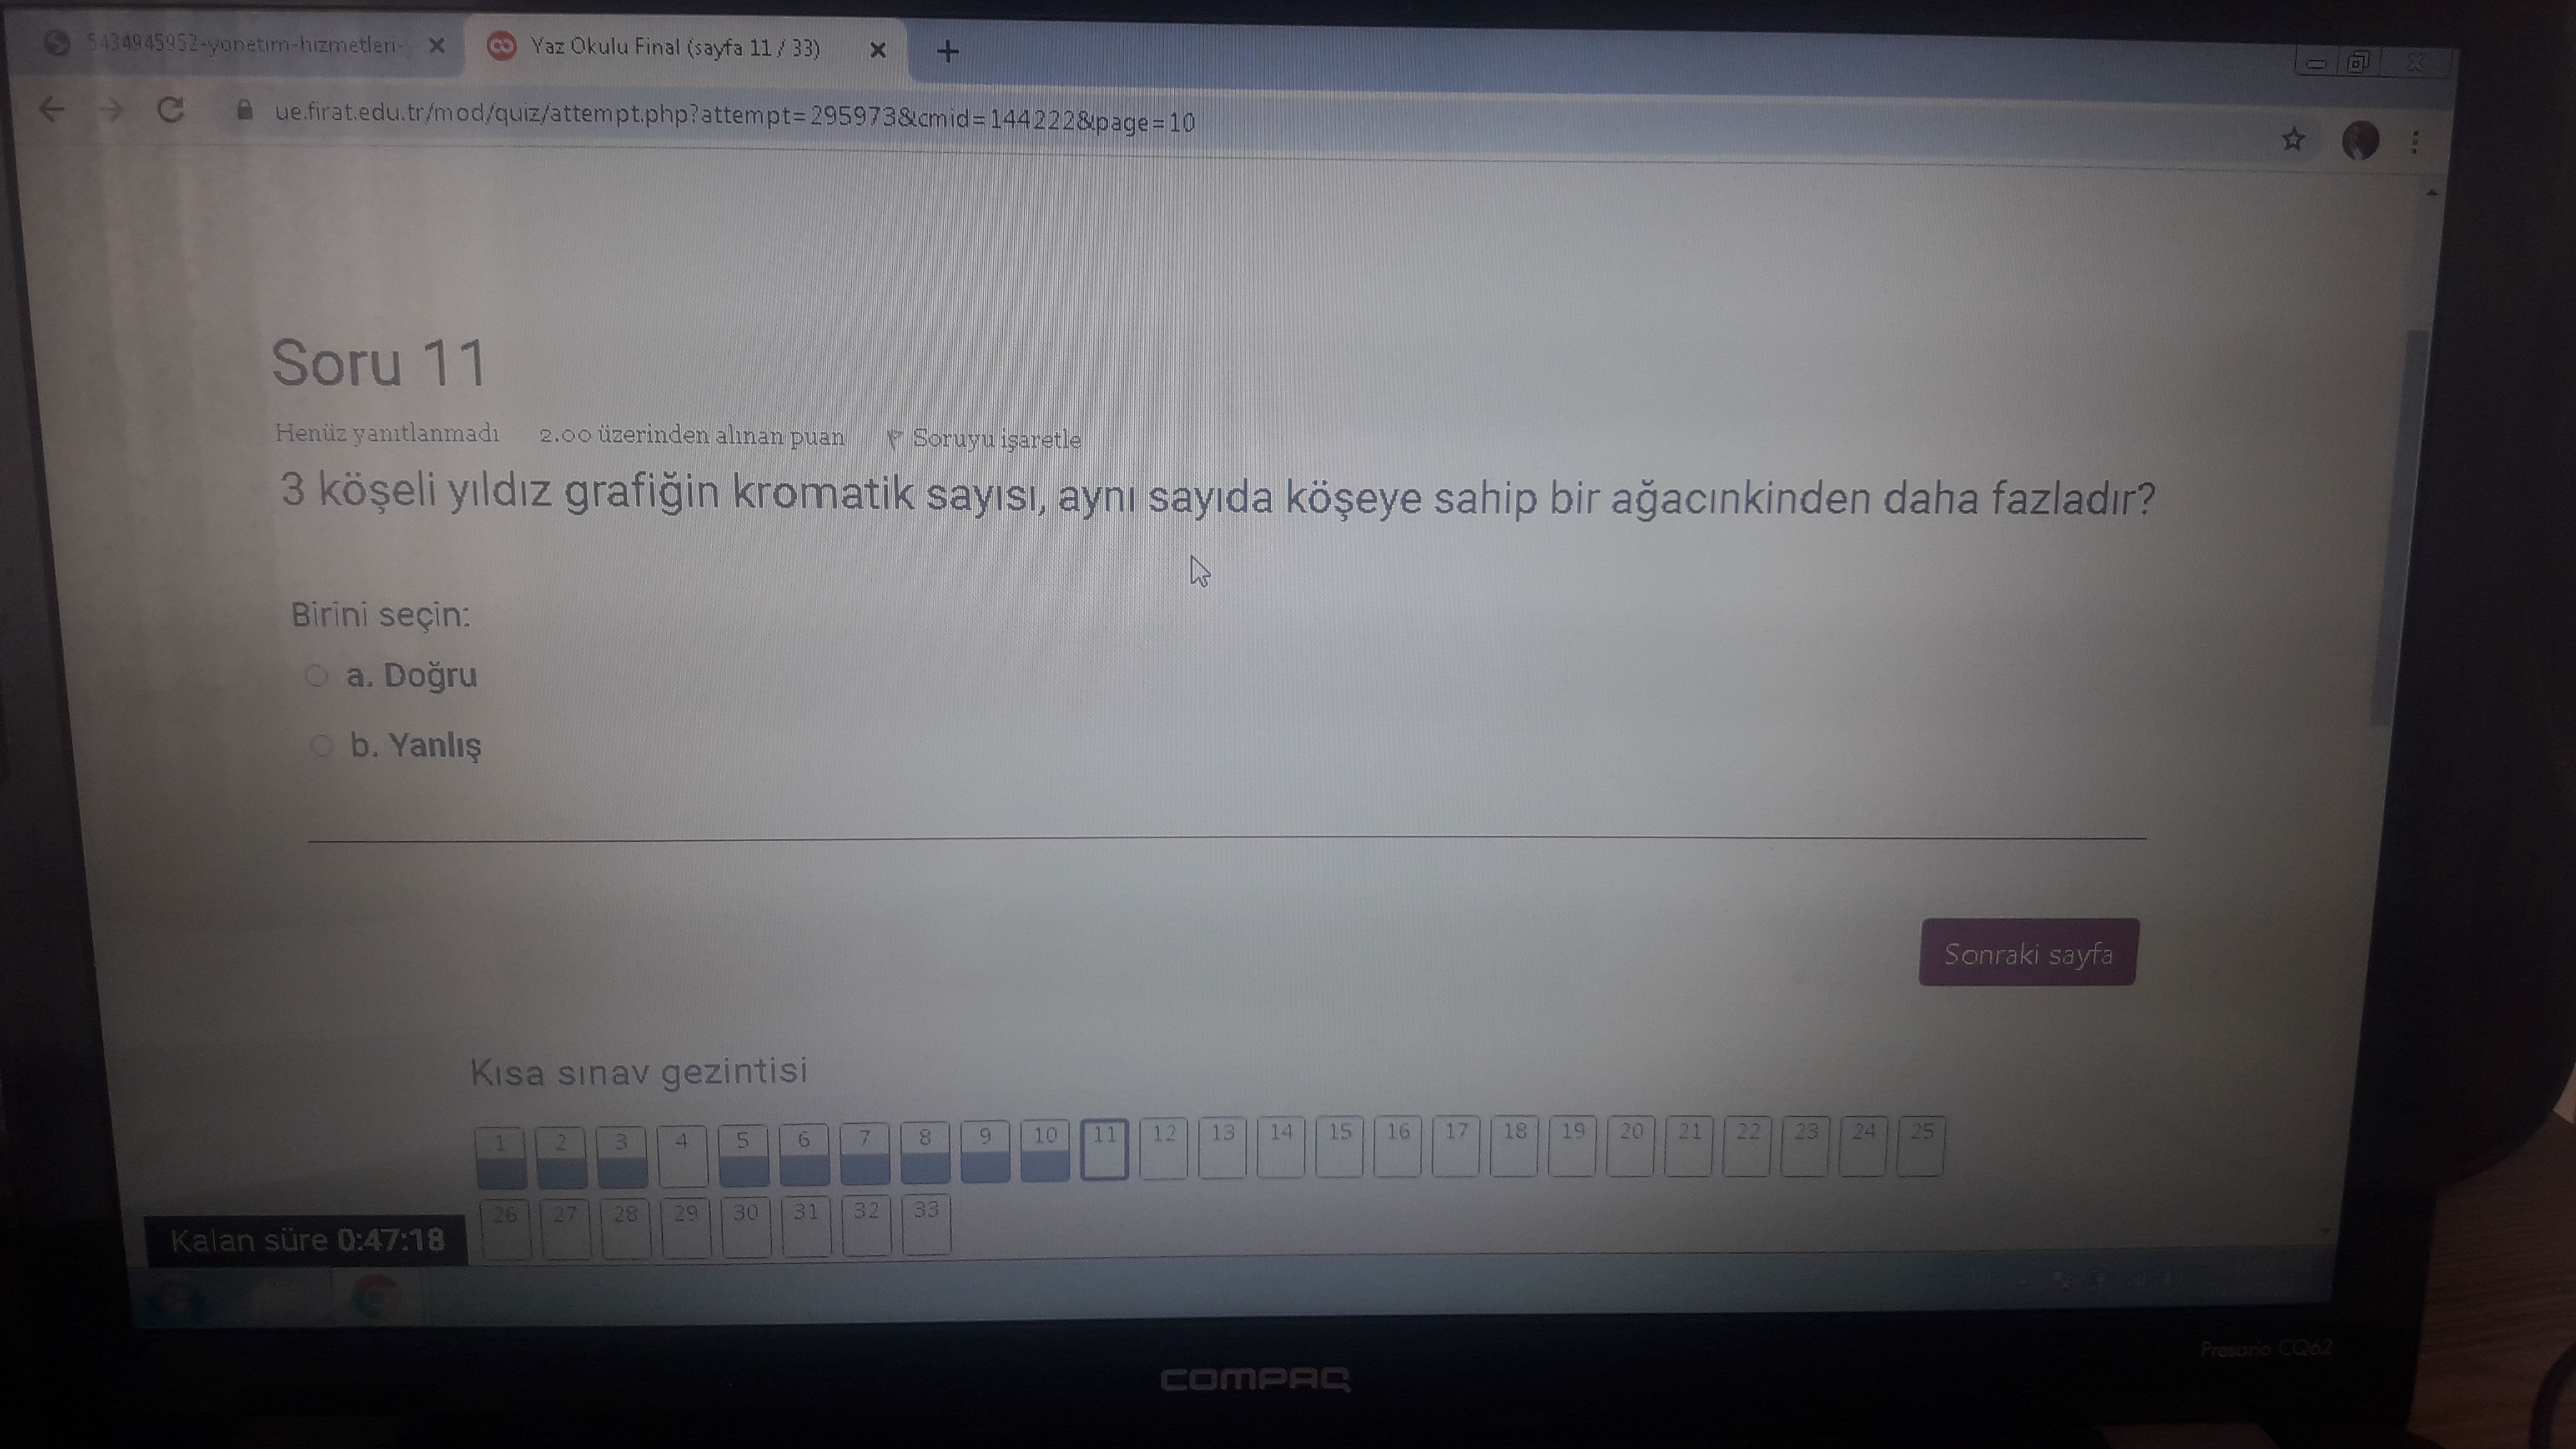 5434945952-yonetim-hizmetleri-
Yaz Okulu Final (sayfa 11 / 33)
ue.firat.edu.tr/mod/quiz/attempt.php?attempt=295973&cmid=144222&page=10
Soru 11
Henüz yanıtlanmadı 2.00 üzerinden alınan puan Soruyu işaretle
3 köşeli yıldız grafiğin kromatik sayısı, aynı sayıda köşeye sahip bir ağacınkinden daha fazladır?
Birini seçin:
a. Doğru
b. Yanlış
Sonraki sayfa
Kısa sınav gezintisi
1 2 3 4 5 6 7 8 9 10 11 12 13 14 15 16 17 18 19 20 21 22 23 24 25
26 27 28 29 30 31 32 33
Kalan süre 0:47:18
COMPAQ
Presario CQ62